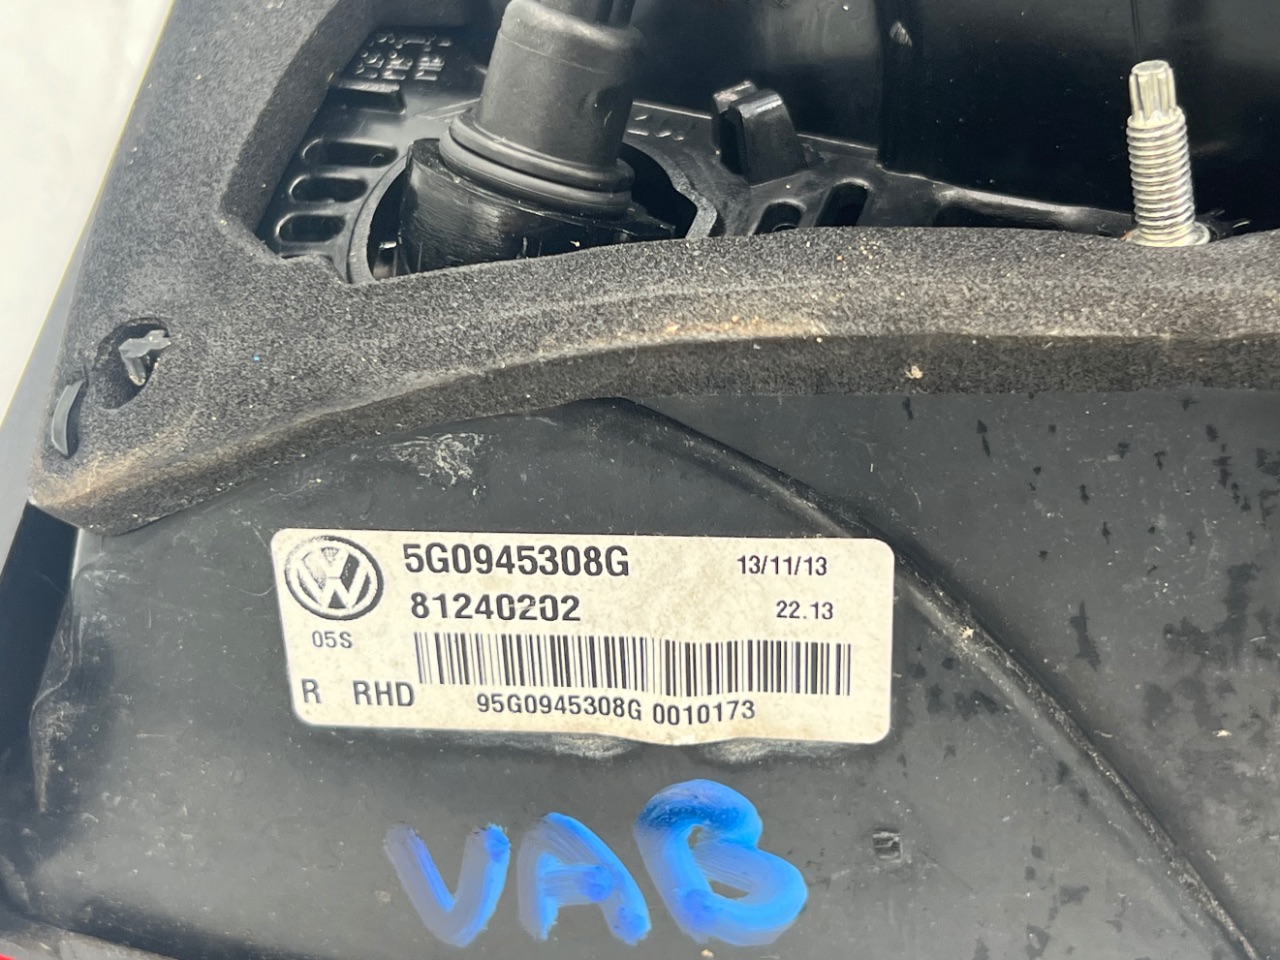 5G0945308G 13/11/13
81240202 22.13
05S
R RHD
95G0945308G 0010173
VAB